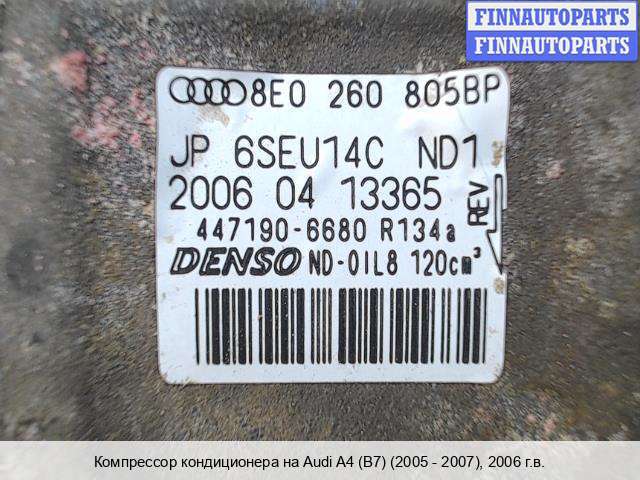 FINNAUTOPARTS
FINNAUTOPARTS
8E0 260 805BP
JP 6SEU14C ND1
2006 04 13365
REV
447190-6680 R134a
DENSO ND-OIL8 120cm³
Компрессор кондиционера на Audi A4 (B7) (2005 - 2007), 2006 г.в.